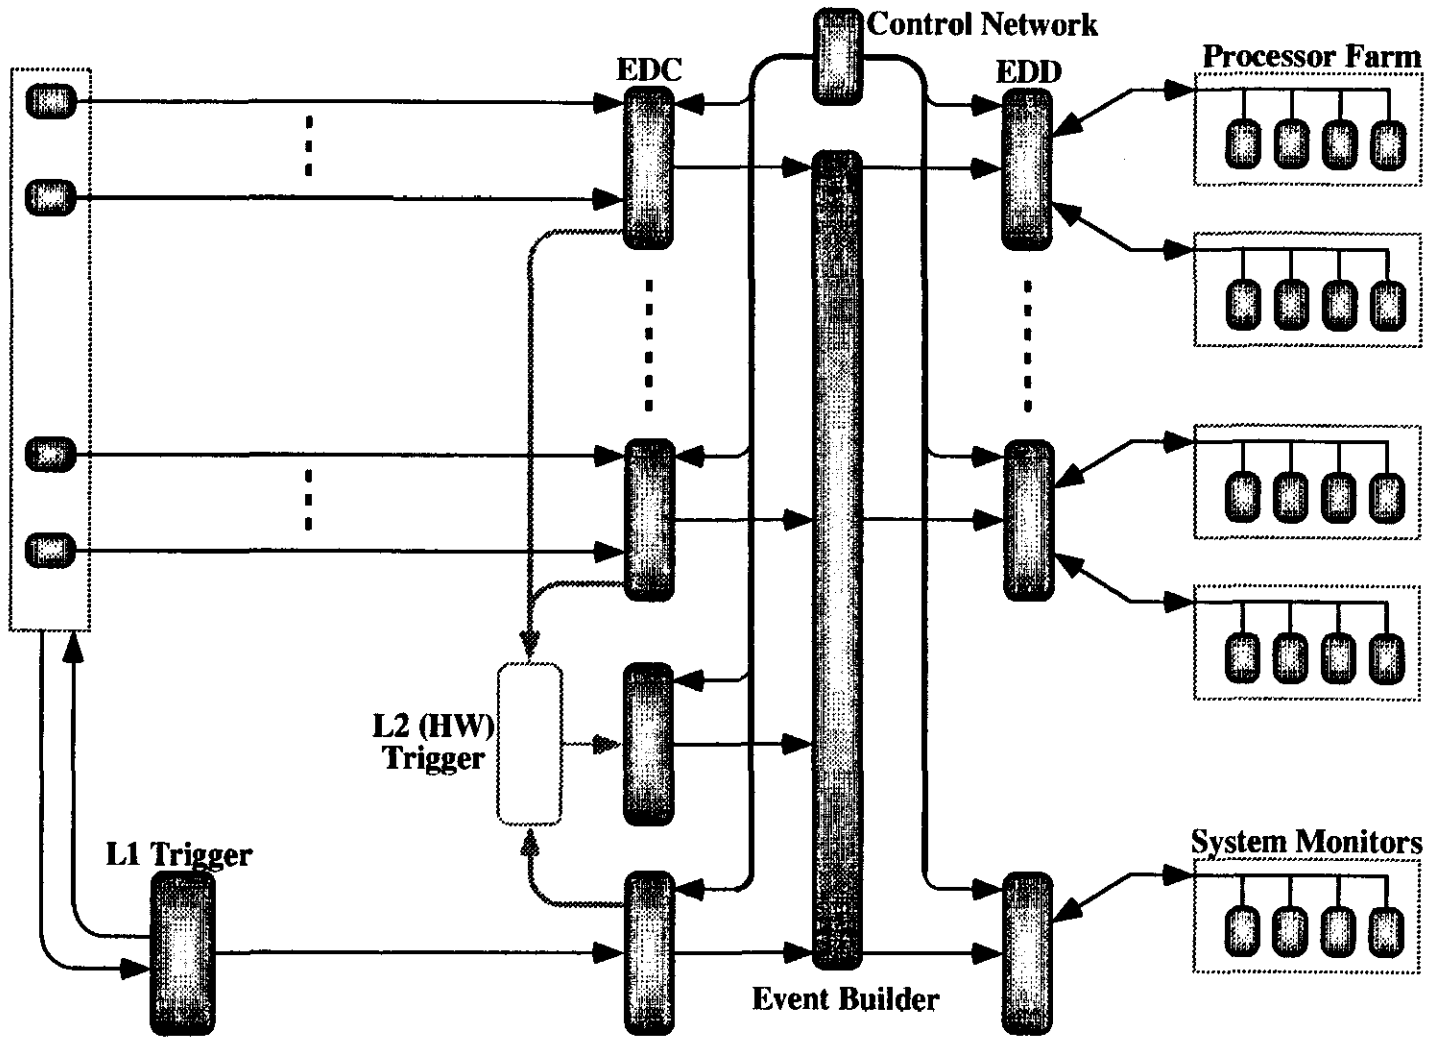 Control Network
EDC
EDD
Processor Farm
L2 (HW)
Trigger
L1 Trigger
System Monitors
Event Builder